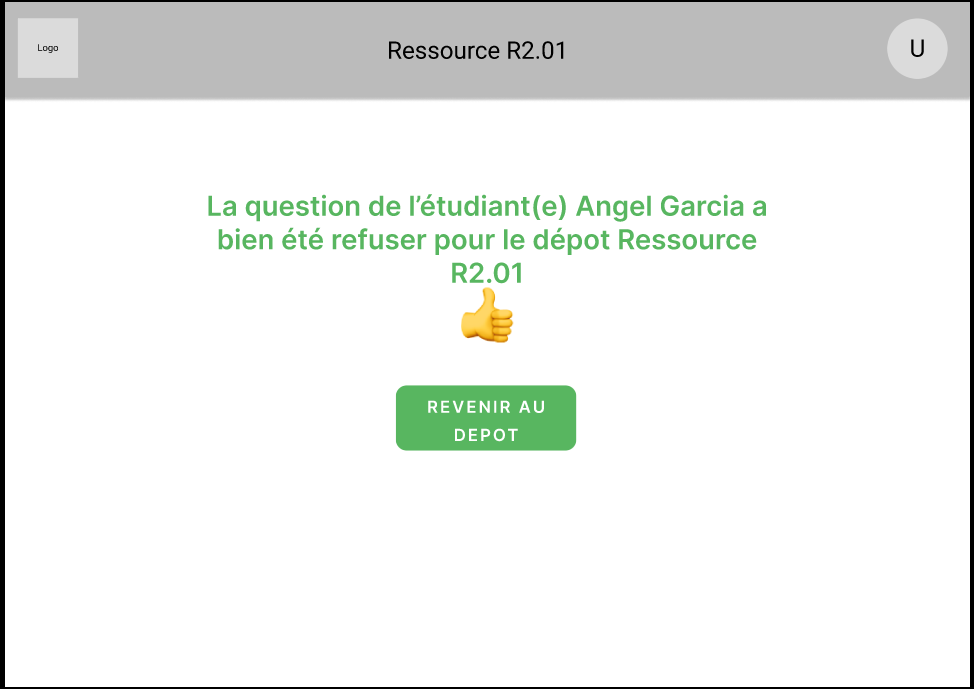 Logo
Ressource R2.01
U
La question de l’étudiant(e) Angel Garcia a
bien été refuser pour le dépot Ressource
R2.01
REVENIR AU
DEPOT